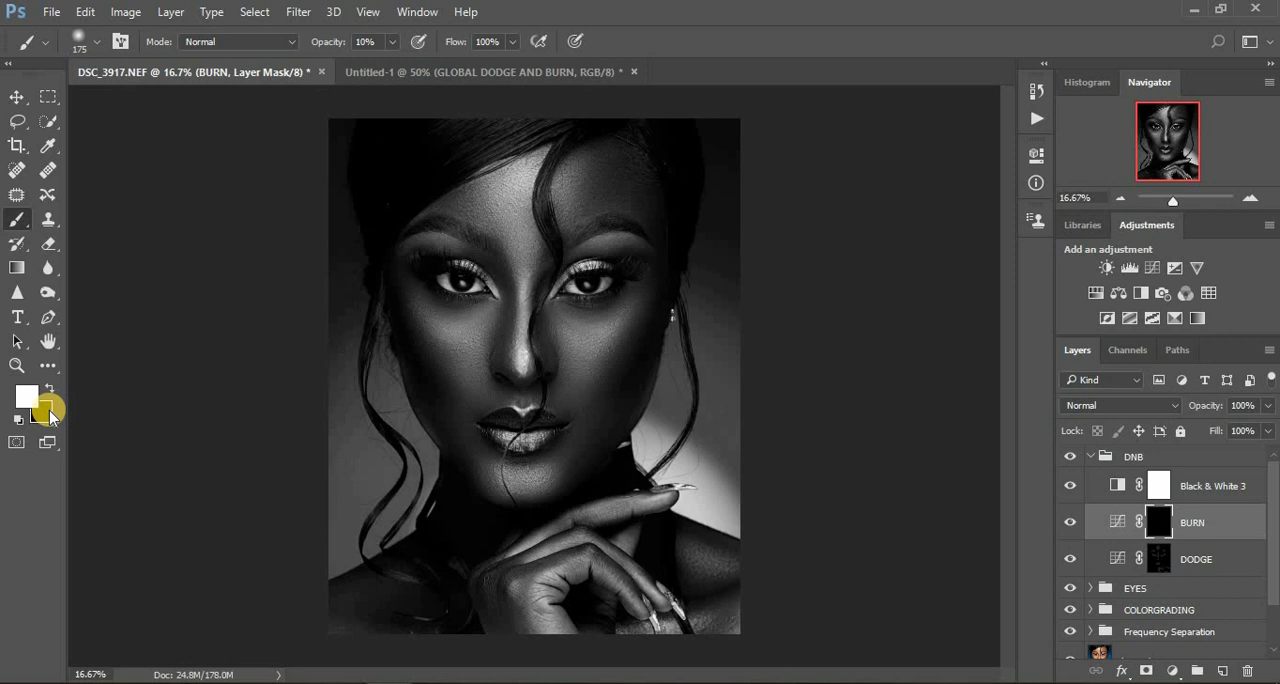 Ps File Edit Image Layer Type Select Filter 3D View Window Help
175 Mode: Normal Opacity: 10% Flow: 100%
DSC_3917.NEF @ 16.7% (BURN, Layer Mask/8) * × Untitled-1 @ 50% (GLOBAL DODGE AND BURN, RGB/8) * ×
Histogram Navigator
16.67%
Libraries Adjustments
Add an adjustment
Layers Channels Paths
Kind
Normal Opacity: 100%
Lock: Fill: 100%
DNB
Black & White 3
BURN
DODGE
EYES
COLORGRADING
Frequency Separation
16.67% Doc: 24.8M/178.0M